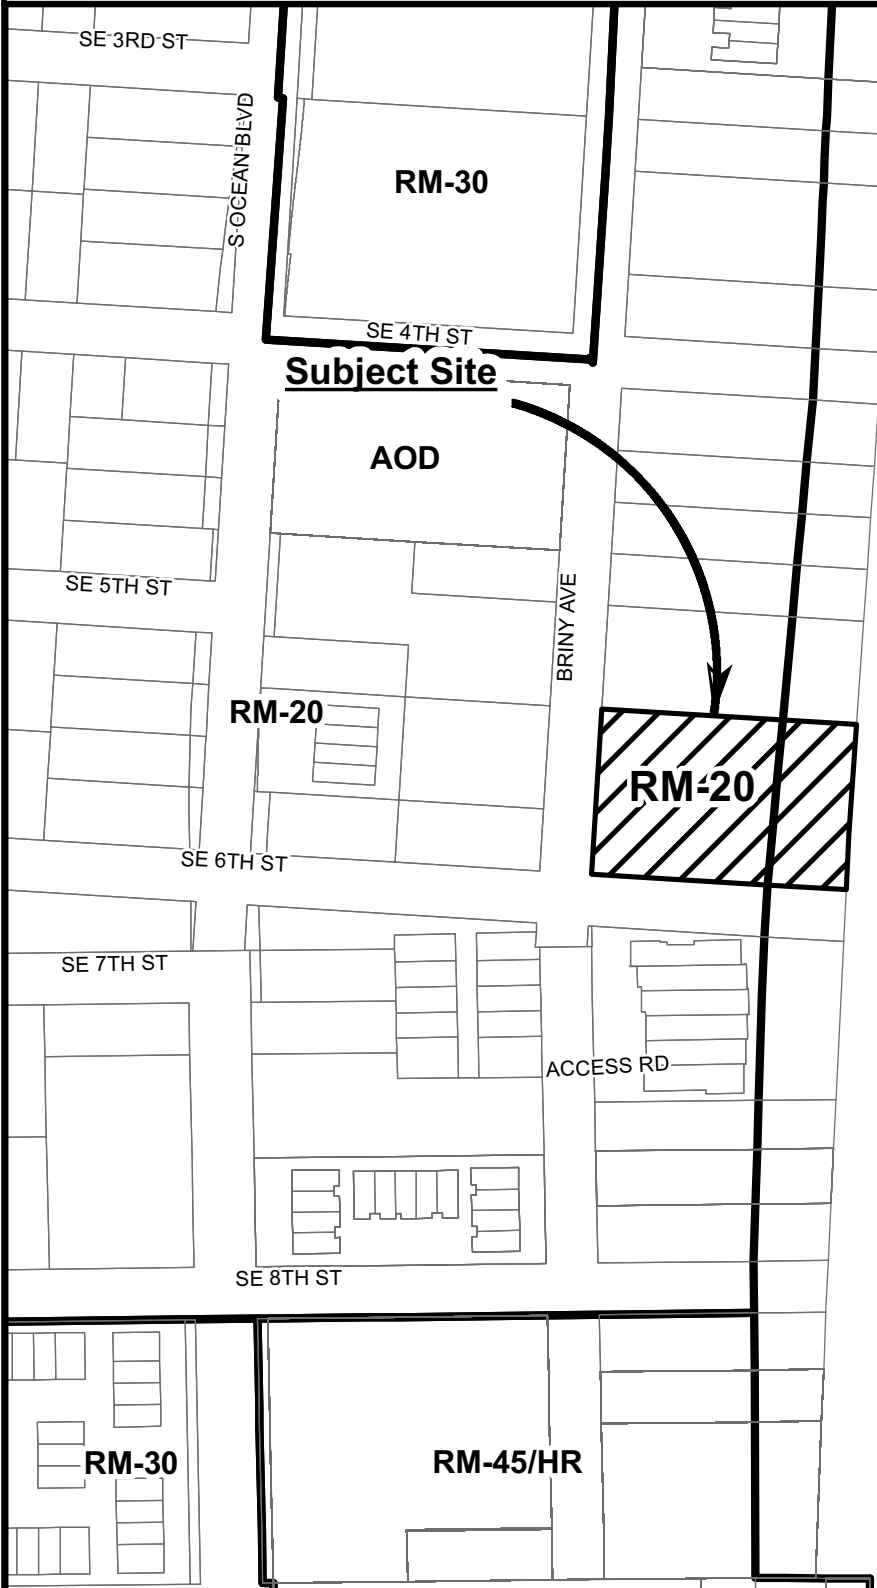 SE 3RD ST
S OCEAN BLVD
RM-30
SE 4TH ST
Subject Site
AOD
SE 5TH ST
BRINY AVE
RM-20
RM-20
SE 6TH ST
SE 7TH ST
ACCESS RD
SE 8TH ST
RM-30
RM-45/HR